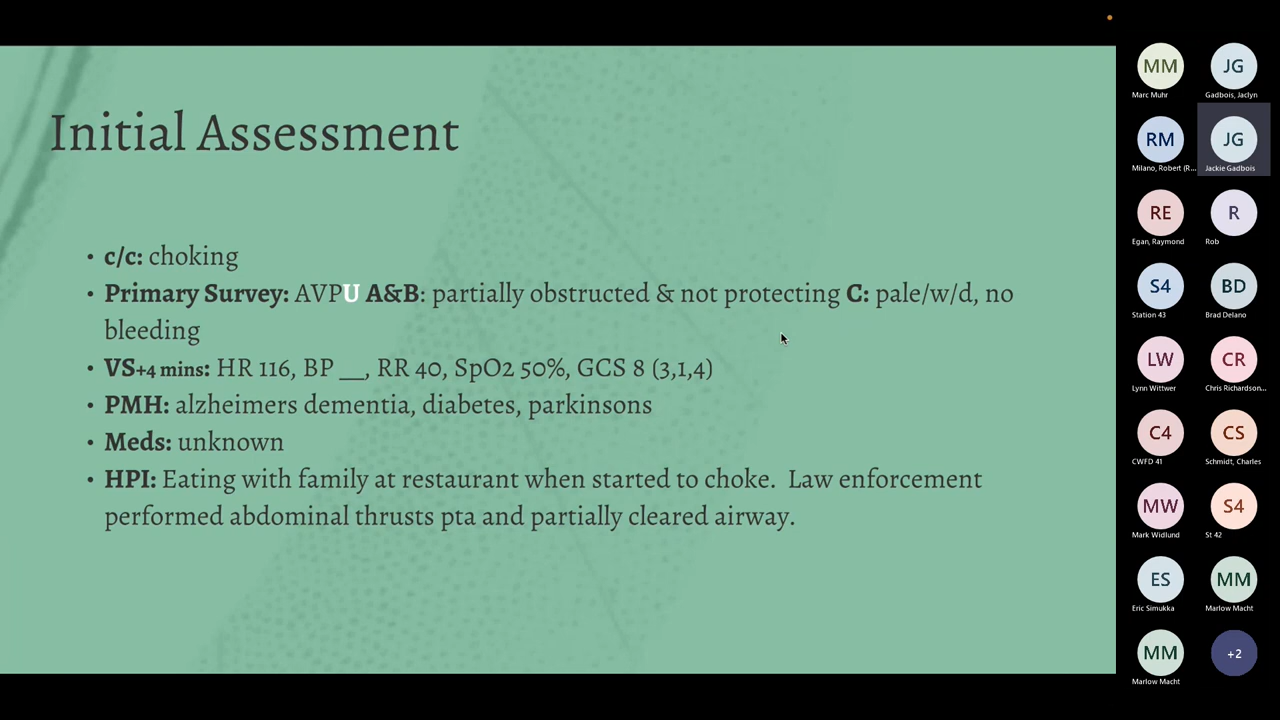 Initial Assessment
• c/c: choking
• Primary Survey: AVPU A&B: partially obstructed & not protecting C: pale/w/d, no
bleeding
• VS+4 mins: HR 116, BP __, RR 40, SpO2 50%, GCS 8 (3,1,4)
• PMH: alzheimers dementia, diabetes, parkinsons
• Meds: unknown
• HPI: Eating with family at restaurant when started to choke.  Law enforcement
performed abdominal thrusts pta and partially cleared airway.
MM
Marc Muhr
JG
Gadbois, Jaclyn
RM
Milano, Robert (R...
JG
Jackie Gadbois
RE
Egan, Raymond
R
Rob
S4
Station 43
BD
Brad Delano
LW
Lynn Wittwer
CR
Chris Richardson...
C4
CWFD 41
CS
Schmidt, Charles
MW
Mark Widlund
S4
St 42
ES
Eric Simukka
MM
Marlow Macht
MM
Marlow Macht
+2